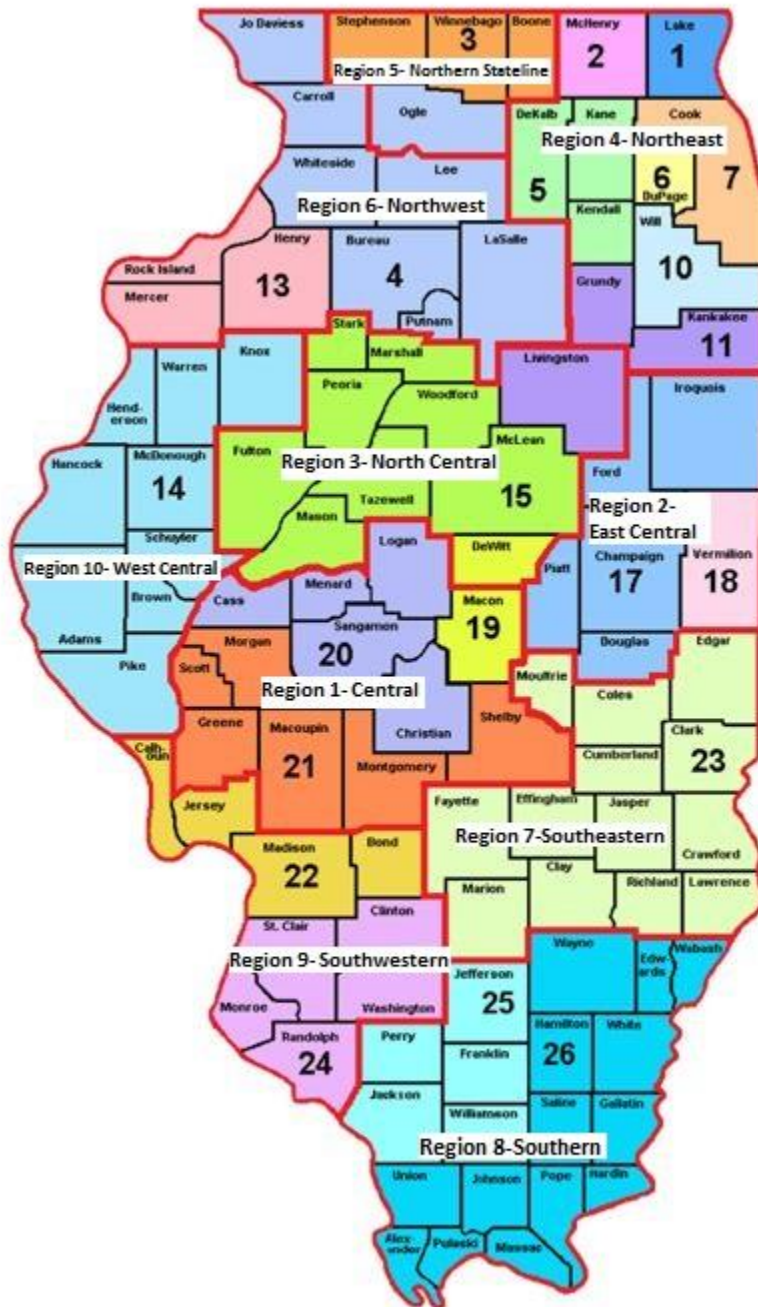 Jo Daviess
Stephenson
Winnebago
Boone
McHenry
Lake
3
2
1
Region 5- Northern Stateline
Carroll
Ogle
DeKalb
Kane
Cook
Region 4- Northeast
Whiteside
Lee
5
6
7
DuPage
Region 6- Northwest
Kendall
Will
Henry
Bureau
LaSalle
10
Rock Island
13
4
Grundy
Mercer
Putnam
Kankakee
11
Stark
Marshall
Knox
Warren
Livingston
Peoria
Woodford
Iroquois
Hend-
erson
McLean
Fulton
Region 3- North Central
Hancock
McDonough
Ford
14
Tazewell
15
Mason
Region 2-
East Central
Schuyler
Logan
DeWitt
Champaign
Vermilion
Region 10- West Central
Menard
Piatt
17
18
Brown
Cass
Macon
Adams
Sangamon
19
Morgan
20
Douglas
Edgar
Pike
Scott
Moultrie
Region 1- Central
Coles
Greene
Macoupin
Shelby
Christian
Clark
Cal-
houn
21
Cumberland
23
Montgomery
Jersey
Fayette
Effingham
Jasper
Region 7-Southeastern
Madison
Bond
Crawford
22
Clay
Marion
Richland
Lawrence
Clinton
St. Clair
Wayne
Wabash
Region 9- Southwestern
Edw-
ards
Jefferson
25
Monroe
Washington
Randolph
Perry
Hamilton
White
24
Franklin
26
Jackson
Saline
Gallatin
Williamson
Region 8-Southern
Union
Johnson
Pope
Hardin
Alex-
ander
Pulaski
Massac